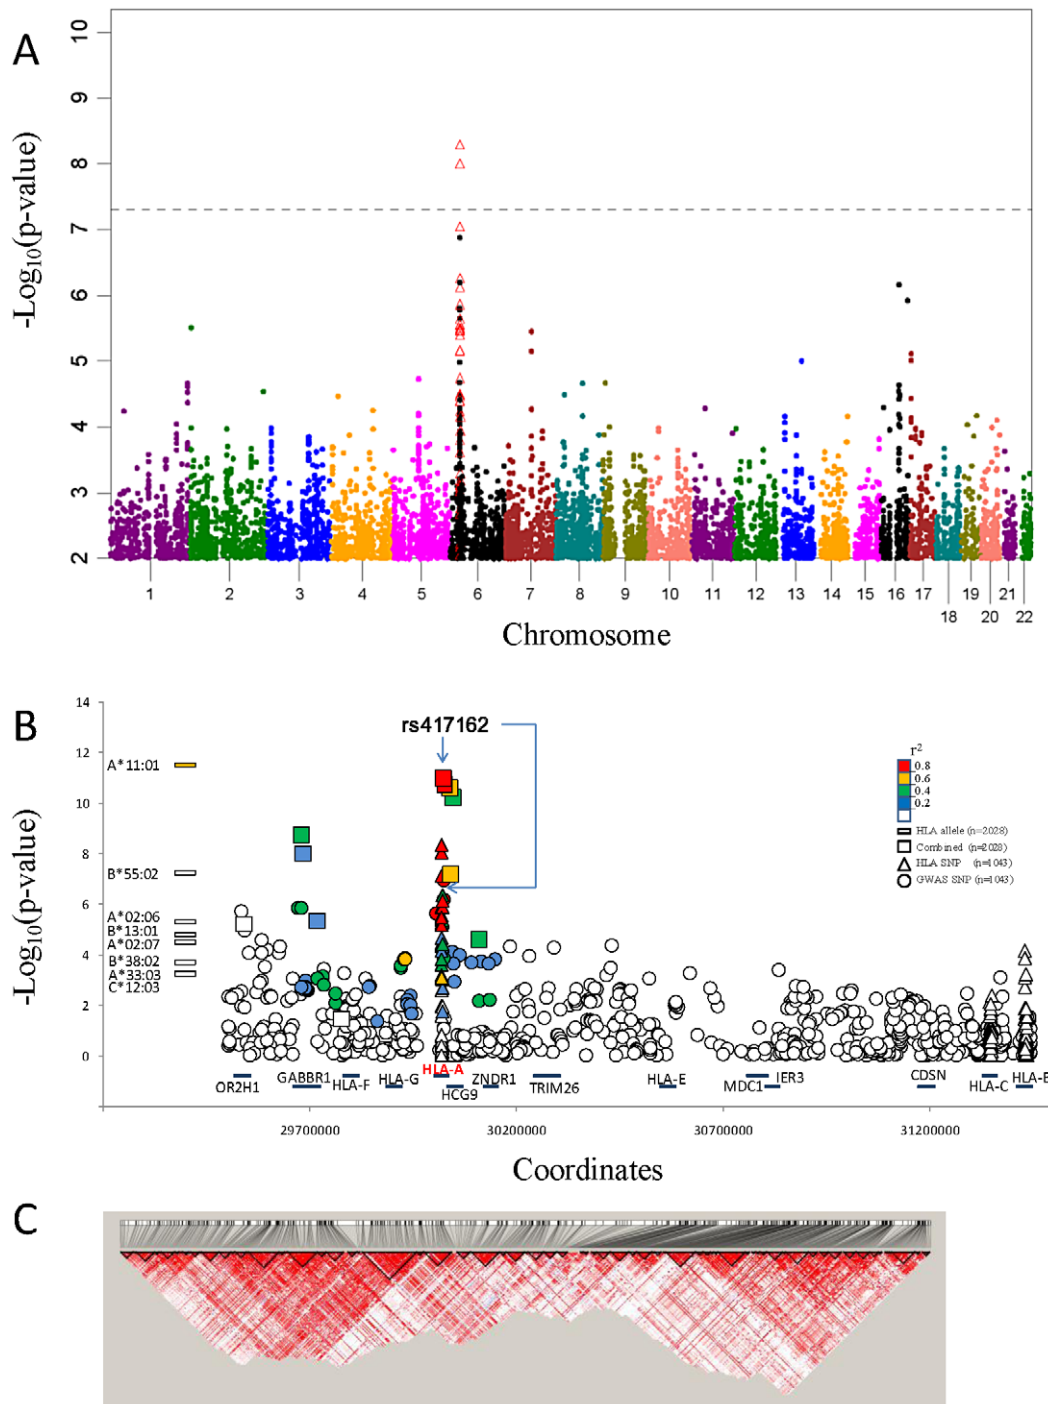 A
10
9
8
7
6
5
4
3
2
-Log10(p-value)
1 2 3 4 5 6 7 8 9 10 11 12 13 14 15 16 17 18 19 20 21 22
Chromosome
B
14
12
10
8
6
4
2
0
-Log10(p-value)
A*11:01
B*55:02
A*02:06
B*13:01
A*02:07
B*38:02
A*33:03
C*12:03
rs417162
r2
0.8
0.6
0.4
0.2
HLA allele (n=2028)
Combined (n=2028)
HLA SNP (n=1043)
GWAS SNP (n=1043)
OR2H1 GABBR1 HLA-F HLA-G HLA-A HCG9 ZNDR1 TRIM26 HLA-E MDC1 IER3 CDSN HLA-C
29700000 30200000 30700000 31200000
Coordinates
C